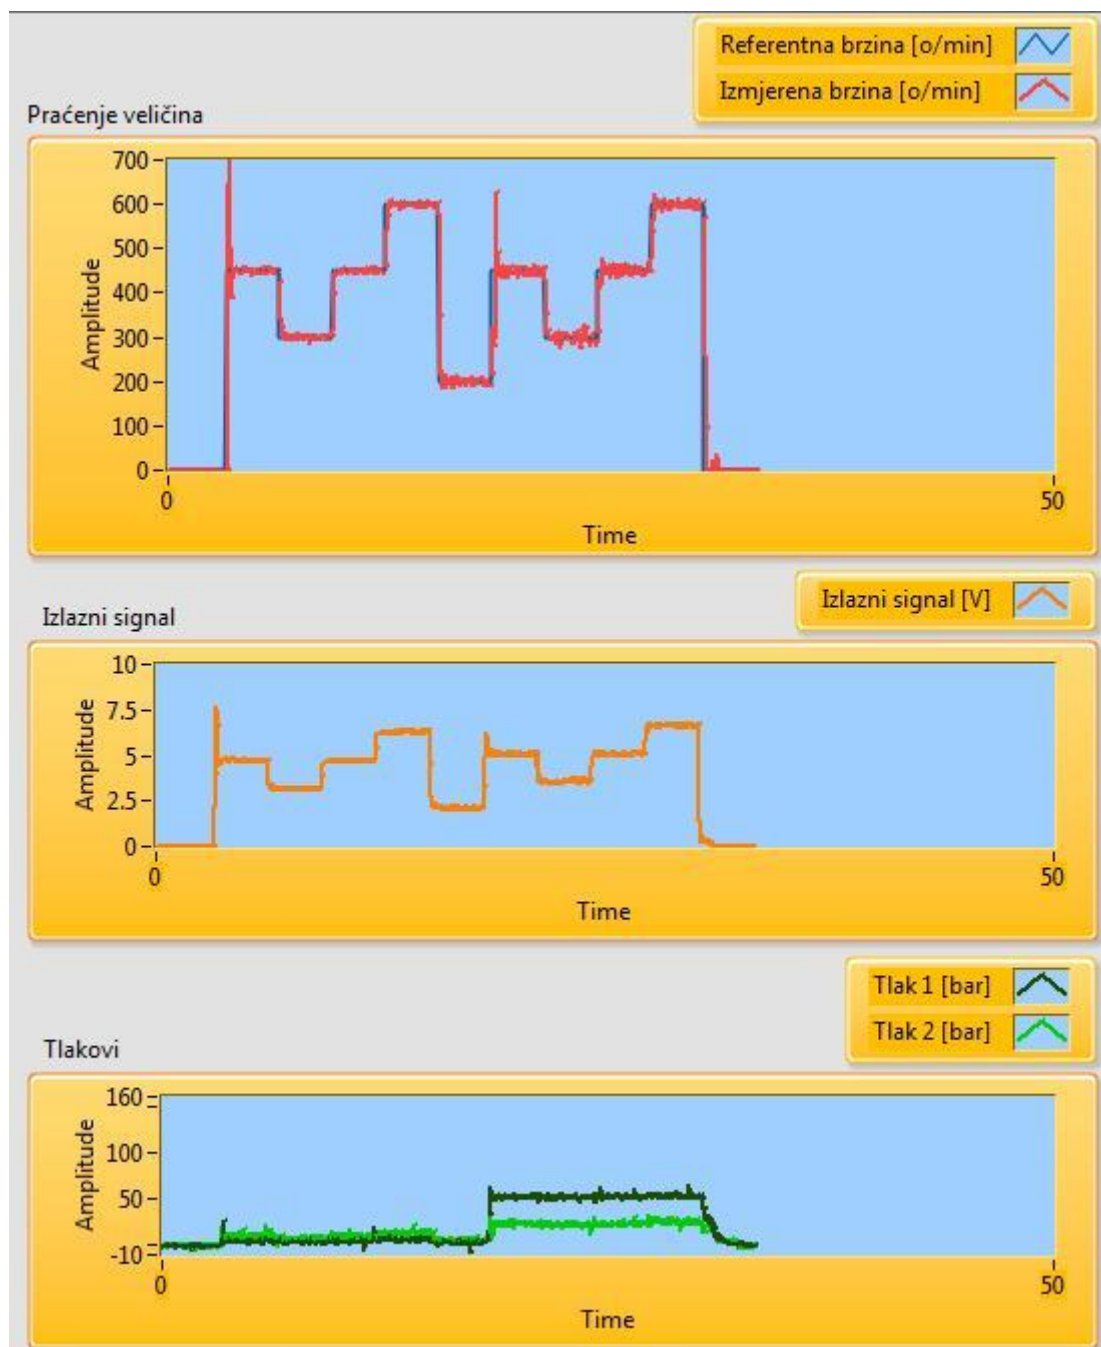 Referentna brzina [o/min]
Izmjerena brzina [o/min]
Praćenje veličina
700
600
500
400
300
200
100
0
Amplitude
0
50
Time
Izlazni signal [V]
Izlazni signal
10
7.5
5
2.5
0
Amplitude
0
50
Time
Tlak 1 [bar]
Tlak 2 [bar]
Tlakovi
160
100
50
-10
Amplitude
0
50
Time